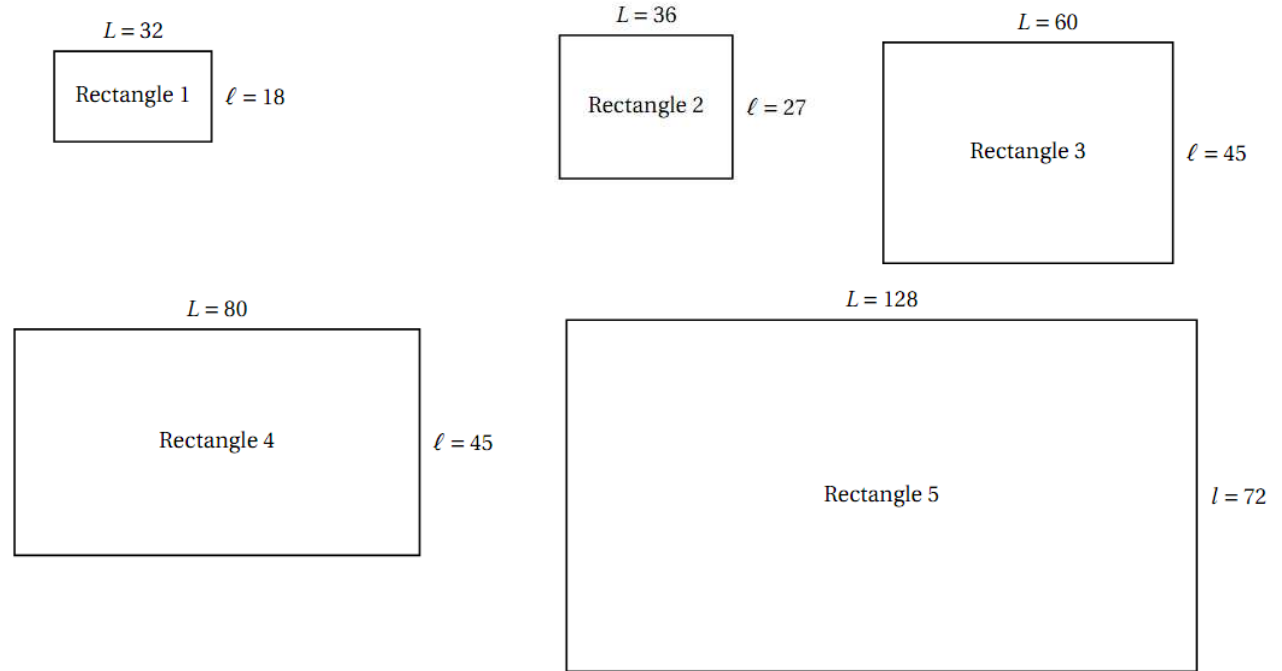 L = 32
Rectangle 1
ℓ = 18
L = 36
Rectangle 2
ℓ = 27
L = 60
Rectangle 3
ℓ = 45
L = 80
Rectangle 4
ℓ = 45
L = 128
Rectangle 5
l = 72